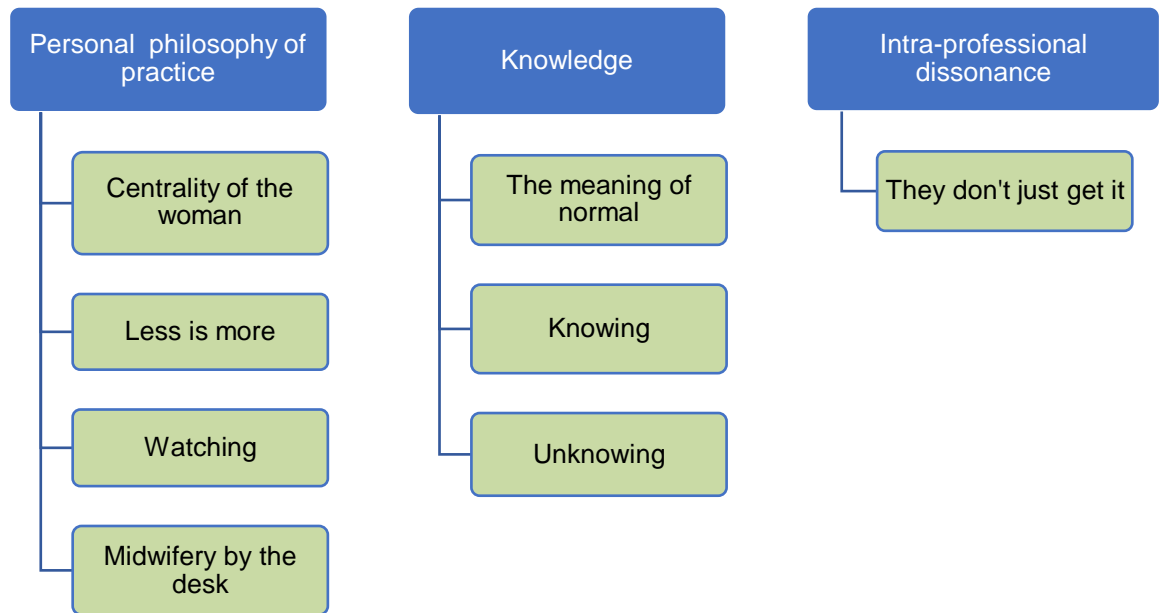 Personal philosophy of
practice
Centrality of the
woman
Less is more
Watching
Midwifery by the
desk
Knowledge
The meaning of
normal
Knowing
Unknowing
Intra-professional
dissonance
They don't just get it